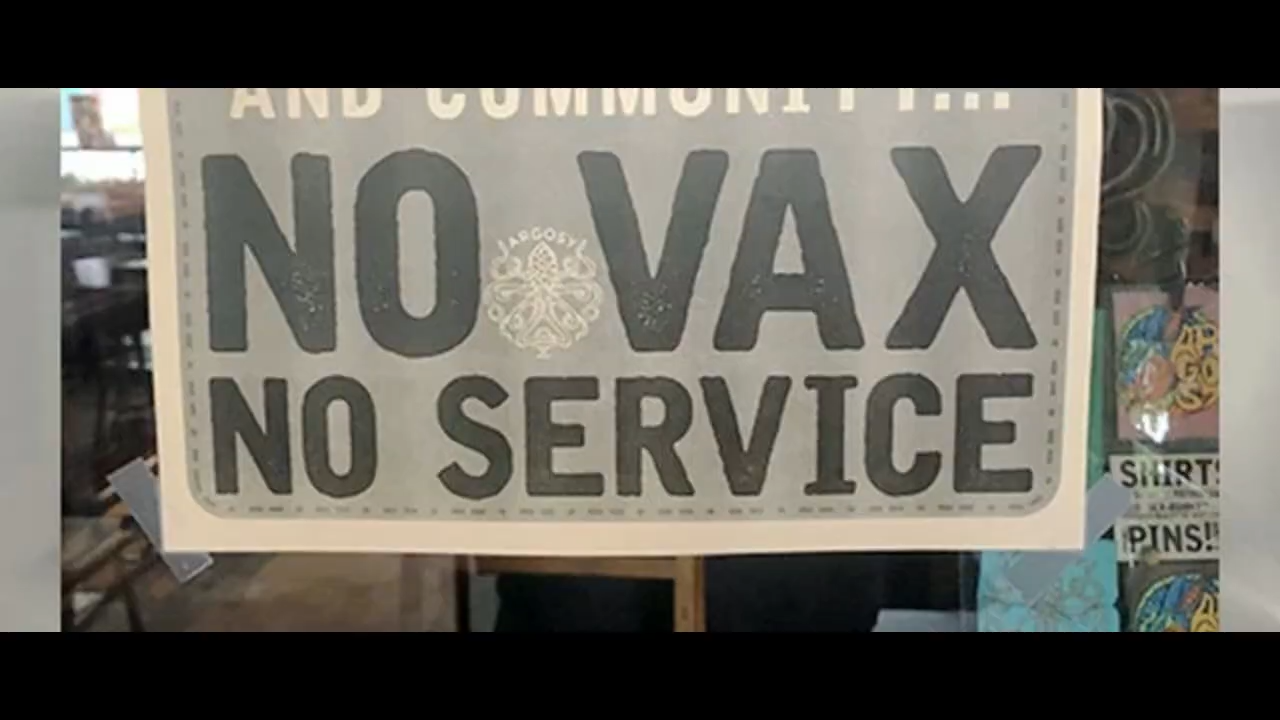 AND COMMUNITY...
NO VAX
ARGOSY
NO SERVICE
SHIRTS
PINS!!